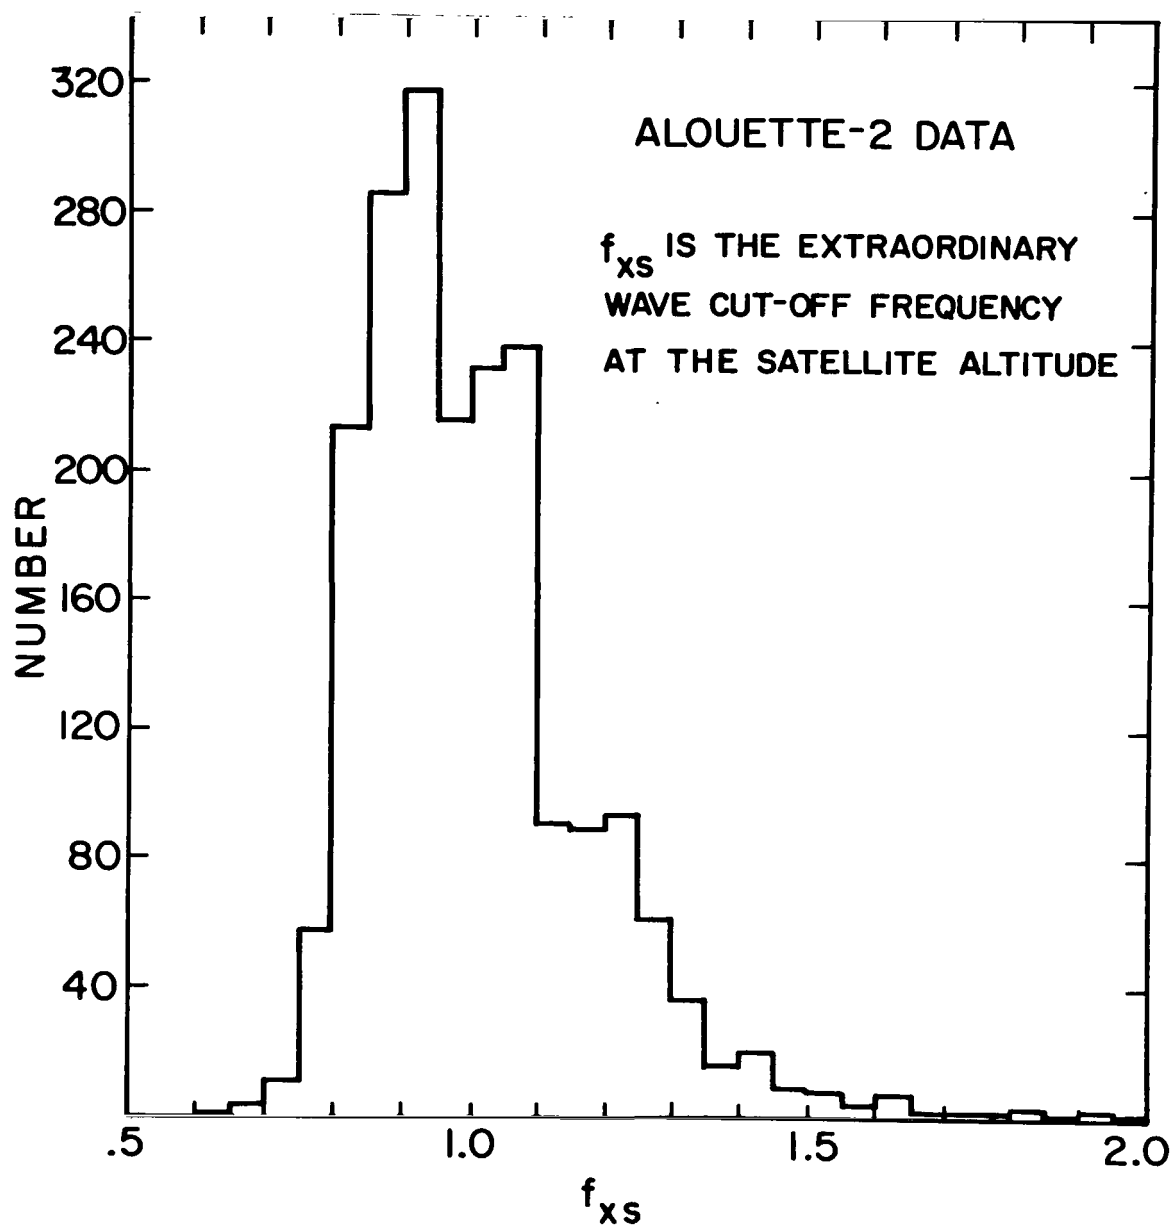 320
280
240
200
160
120
80
40
NUMBER
ALOUETTE-2 DATA
fxs IS THE EXTRAORDINARY
WAVE CUT-OFF FREQUENCY
AT THE SATELLITE ALTITUDE
.5 1.0 1.5 2.0
fxs